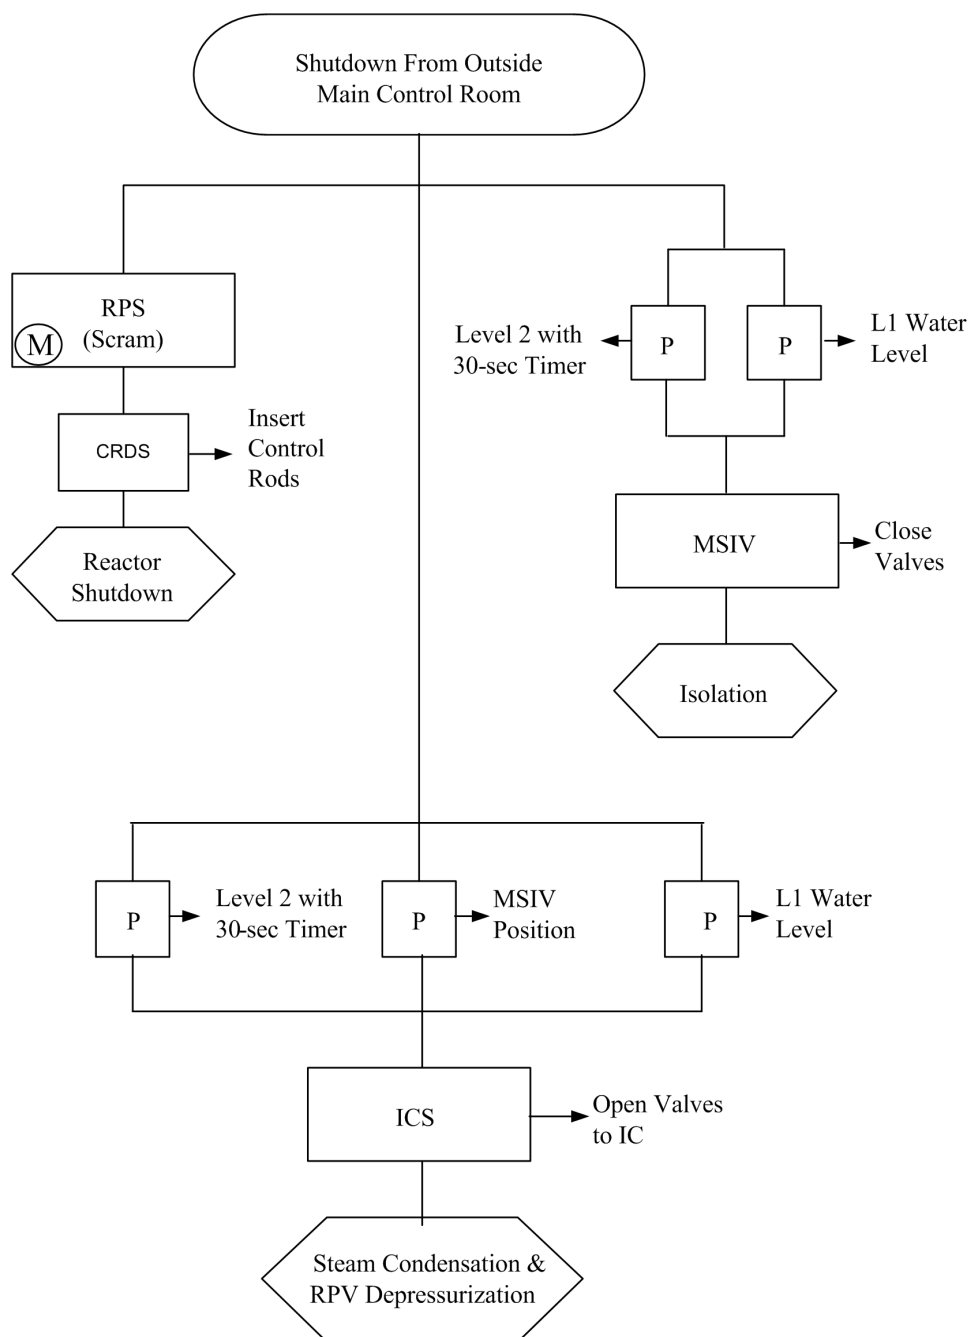 Shutdown From Outside
Main Control Room
RPS
(Scram)
M
CRDS
Insert
Control
Rods
Reactor
Shutdown
Level 2 with
30-sec Timer
P
P
L1 Water
Level
MSIV
Close
Valves
Isolation
P
Level 2 with
30-sec Timer
P
MSIV
Position
P
L1 Water
Level
ICS
Open Valves
to IC
Steam Condensation &
RPV Depressurization